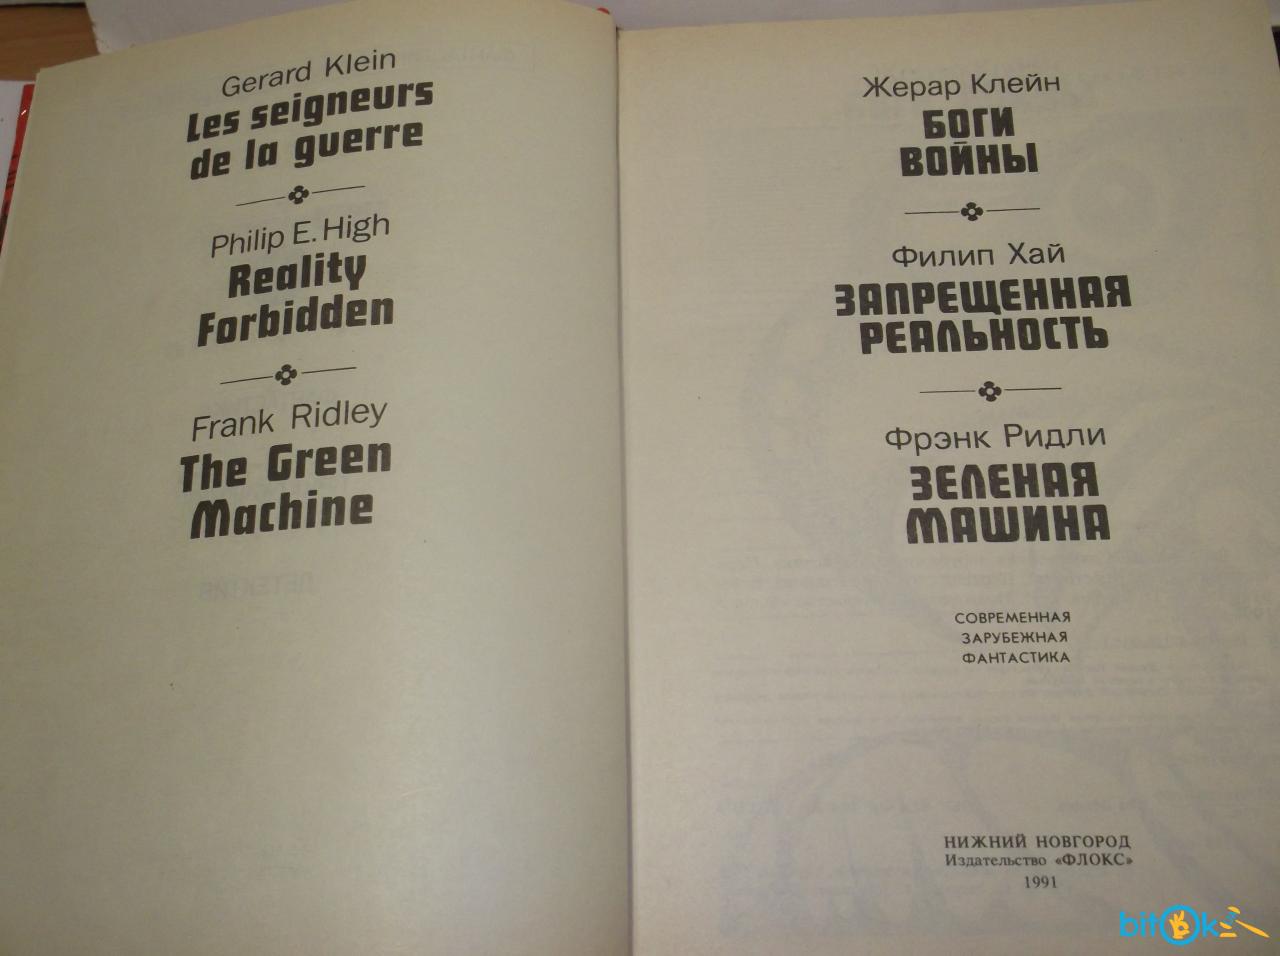 Gerard Klein
Les seigneurs
de la guerre
Philip E. High
Reality
Forbidden
Frank Ridley
The Green
Machine
Жерар Клейн
БОГИ
ВОЙНЫ
Филип Хай
ЗАПРЕЩЕННАЯ
РЕАЛЬНОСТЬ
Фрэнк Ридли
ЗЕЛЕНАЯ
МАШИНА
СОВРЕМЕННАЯ
ЗАРУБЕЖНАЯ
ФАНТАСТИКА
НИЖНИЙ НОВГОРОД
Издательство «ФЛОКС»
1991